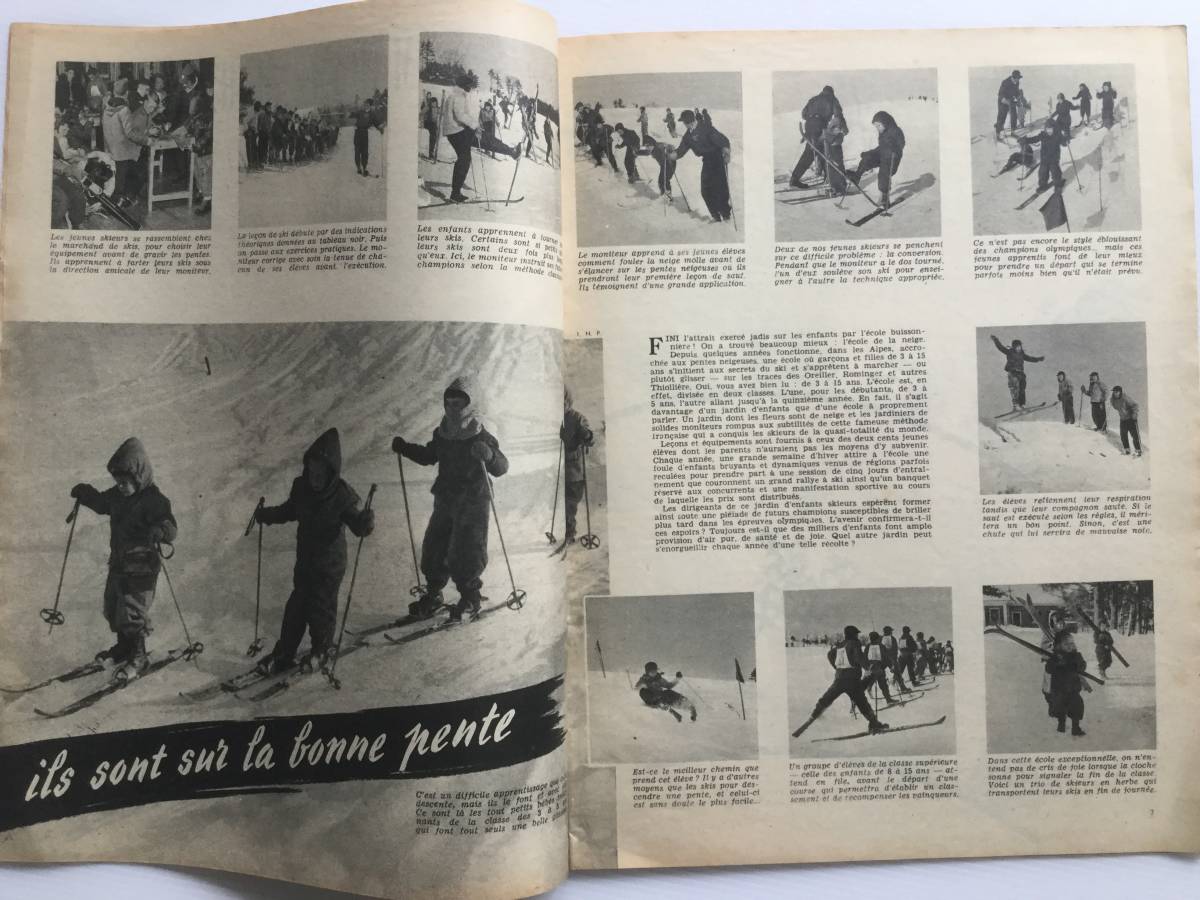 Les jeunes skieurs se rassemblent chez
le marchand de skis, pour choisir leur
équipement avant de gravir les pentes.
Ils apprennent à farter leurs skis sous
la direction amicale de leur moniteur.
La leçon de ski débute par des indications
théoriques données au tableau noir. Puis
on passe aux exercices pratiques. Le mo-
niteur corrige avec soin la tenue de cha-
cun de ses élèves avant l'exécution.
Les enfants apprennent à tourner
leurs skis. Certains sont si petits
leurs skis sont deux fois plus
qu'eux. Ici, le moniteur instruit ses
champions selon la méthode
ils sont sur la bonne pente
C'est un difficile apprentissage que
descente, mais ils le font
Ce sont là les tout petits
nants de la classe des 3 à 5
qui font tout seuls une belle
Le moniteur apprend à ses jeunes élèves
comment fouler la neige molle avant de
s'élancer sur les pentes neigeuses où ils
prendront leur première leçon de saut.
Ils témoignent d'une grande application.
Deux de nos jeunes skieurs se penchent
sur ce difficile problème : la conversion.
Pendant que le moniteur a le dos tourné,
l'un d'eux soulève son ski pour ensei-
gner à l'autre la technique appropriée.
Ce n'est pas encore le style éblouissant
des champions olympiques... mais ces
jeunes apprentis font de leur mieux
pour prendre un départ qui se termine
parfois moins bien qu'il n'était prévu.
I. H. P.
FINI l'attrait exercé jadis sur les enfants par l'école buisson-
nière ! On a trouvé beaucoup mieux : l'école de la neige.
Depuis quelques années fonctionne, dans les Alpes, accro-
chée aux pentes neigeuses, une école où garçons et filles de 3 à 15
ans s'initient aux secrets du ski et s'apprêtent à marcher — ou
plutôt glisser — sur les traces des Oreiller, Rominger et autres
Thiollière. Oui, vous avez bien lu : de 3 à 15 ans. L'école est, en
effet, divisée en deux classes. L'une, pour les débutants, de 3 à
5 ans, l'autre allant jusqu'à la quinzième année. En fait, il s'agit
davantage d'un jardin d'enfants que d'une école à proprement
parler. Un jardin dont les fleurs sont de neige et les jardiniers de
solides moniteurs rompus aux subtilités de cette fameuse méthode
française qui a conquis les skieurs de la quasi-totalité du monde.
Leçons et équipements sont fournis à ceux des deux cents jeunes
élèves dont les parents n'auraient pas les moyens d'y subvenir.
Chaque année, une grande semaine d'hiver attire à l'école une
foule d'enfants bruyants et dynamiques venus de régions parfois
reculées pour prendre part à une session de cinq jours d'entraî-
nement que couronnent un grand rallye à ski ainsi qu'un banquet
réservé aux concurrents et une manifestation sportive au cours
de laquelle les prix sont distribués.
Les dirigeants de ce jardin d'enfants skieurs espèrent former
ainsi toute une pléiade de futurs champions susceptibles de briller
plus tard dans les épreuves olympiques. L'avenir confirmera-t-il
ces espoirs ? Toujours est-il que des milliers d'enfants font ample
provision d'air pur, de santé et de joie. Quel autre jardin peut
s'enorgueillir chaque année d'une telle récolte ?
Les élèves retiennent leur respiration
tandis que leur compagnon saute. Si le
saut est exécuté selon les règles, il méri-
tera un bon point. Sinon, c'est une
chute qui lui servira de mauvaise note.
Est-ce le meilleur chemin que
prend cet élève ? Il y a d'autres
moyens que les skis pour des-
cendre une pente, et celui-ci
est sans doute le plus facile...
Un groupe d'élèves de la classe supérieure
— celle des enfants de 6 à 15 ans — at-
tend en file, avant le départ d'une
course qui permettra d'établir un clas-
sement et de récompenser les vainqueurs.
Dans cette école exceptionnelle, on n'en-
tend pas de cris de joie lorsque la cloche
sonne pour signaler la fin de la classe.
Voici un trio de skieurs en herbe qui
transportent leurs skis en fin de journée.
7